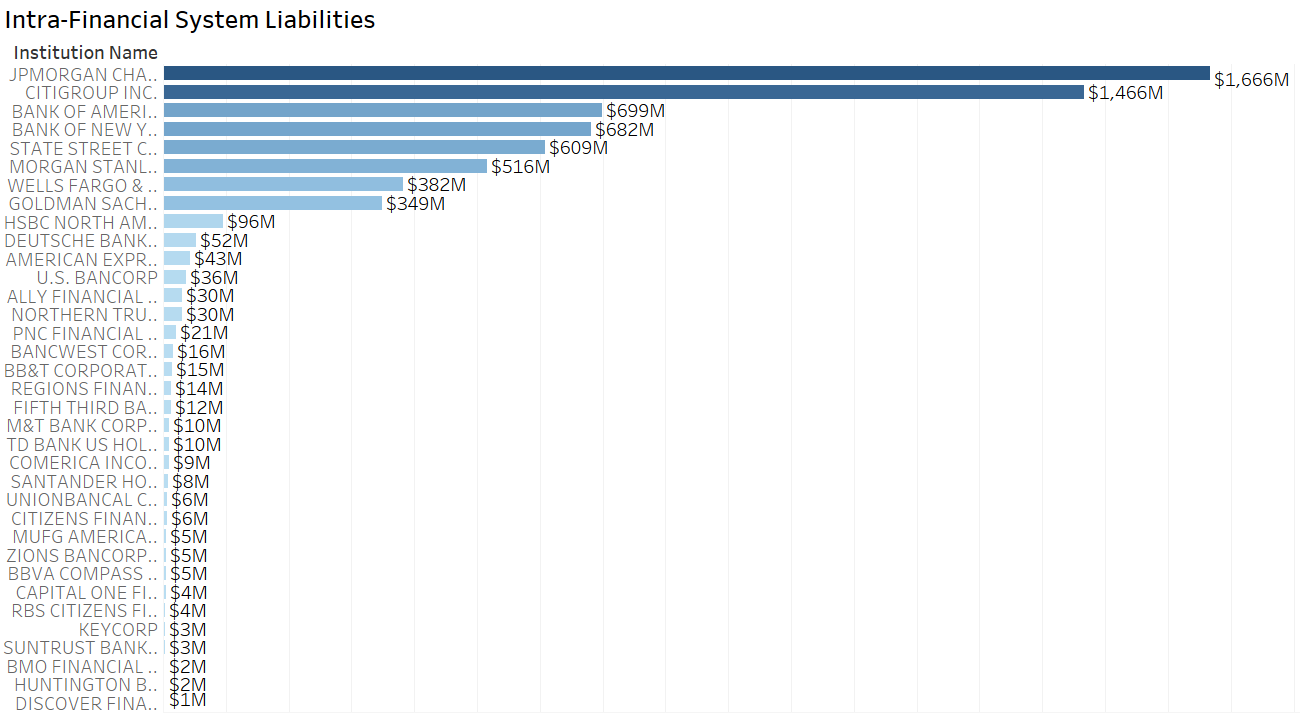 Intra-Financial System Liabilities
Institution Name
JPMORGAN CHA.. $1,666M
CITIGROUP INC. $1,466M
BANK OF AMERI.. $699M
BANK OF NEW Y.. $682M
STATE STREET C.. $609M
MORGAN STANL.. $516M
WELLS FARGO & .. $382M
GOLDMAN SACH.. $349M
HSBC NORTH AM.. $96M
DEUTSCHE BANK.. $52M
AMERICAN EXPR.. $43M
U.S. BANCORP $36M
ALLY FINANCIAL .. $30M
NORTHERN TRU.. $30M
PNC FINANCIAL .. $21M
BANCWEST COR.. $16M
BB&T CORPORAT.. $15M
REGIONS FINAN.. $14M
FIFTH THIRD BA.. $12M
M&T BANK CORP.. $10M
TD BANK US HOL.. $10M
COMERICA INCO.. $9M
SANTANDER HO.. $8M
UNIONBANCAL C.. $6M
CITIZENS FINAN.. $6M
MUFG AMERICA.. $5M
ZIONS BANCORP.. $5M
BBVA COMPASS .. $5M
CAPITAL ONE FI.. $4M
RBS CITIZENS FI.. $4M
KEYCORP $3M
SUNTRUST BANK.. $3M
BMO FINANCIAL .. $2M
HUNTINGTON B.. $2M
DISCOVER FINA.. $1M